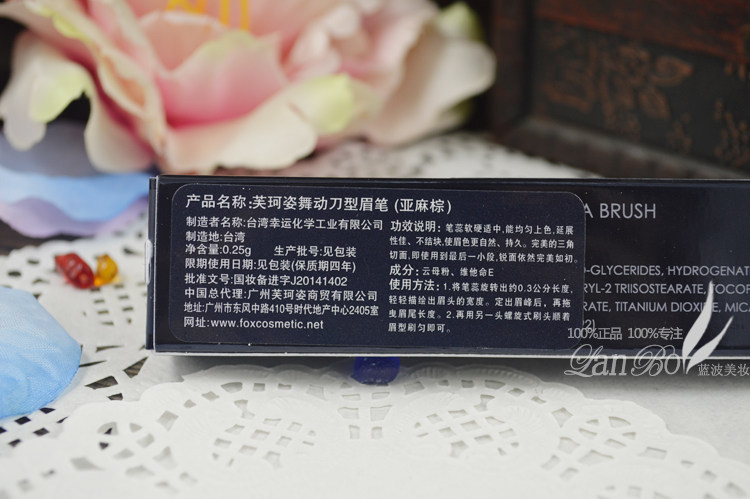 产品名称:芙珂姿舞动刀型眉笔(亚麻棕)
制造者名称:台湾幸运化学工业有限公司
制造地:台湾
净含量:0.25g 生产批号:见包装
限期使用日期:见包装(保质期四年)
批准文号:国妆备进字J20141402
中国总代理:广州芙珂姿商贸有限公司
地址:广州市东风中路410号时代地产中心2405室
网址:www.foxcosmetic.net
功效说明:笔蕊软硬适中,能均匀上色,延展
性佳、不结块,使眉色更自然、持久。完美的三角
切面,即使用到最后一小段,锐面依然完美如初。
成分:云母粉、维他命E
使用方法:1.将笔蕊旋转出约0.3公分长度,
轻轻描绘出眉头的宽度。定出眉峰后,再拖
曳眉尾长度。2.再用另一头螺旋式刷头顺着
眉型刷匀即可。
A BRUSH
-GLYCERIDES, HYDROGENAT
RYL-2 TRIISOSTEARATE, TOCOP
RATE, TITANIUM DIOXIDE, MICA
100%正品 100%专注
Lan Bo
蓝波美妆